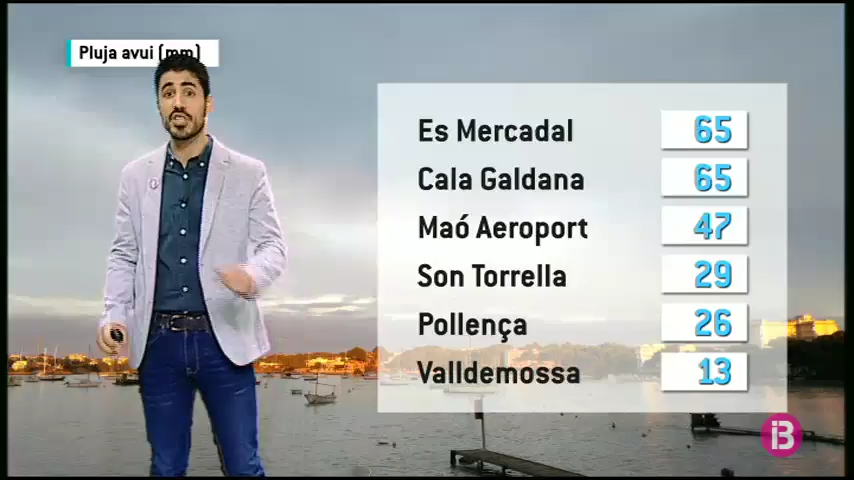 Pluja avui (mm)
Es Mercadal 65
Cala Galdana 65
Maó Aeroport 47
Son Torrella 29
Pollença 26
Valldemossa 13
iB